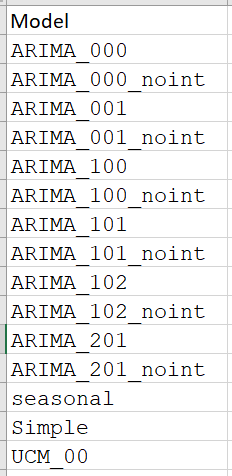 Model
ARIMA_000
ARIMA_000_noint
ARIMA_001
ARIMA_001_noint
ARIMA_100
ARIMA_100_noint
ARIMA_101
ARIMA_101_noint
ARIMA_102
ARIMA_102_noint
ARIMA_201
ARIMA_201_noint
seasonal
Simple
UCM_00